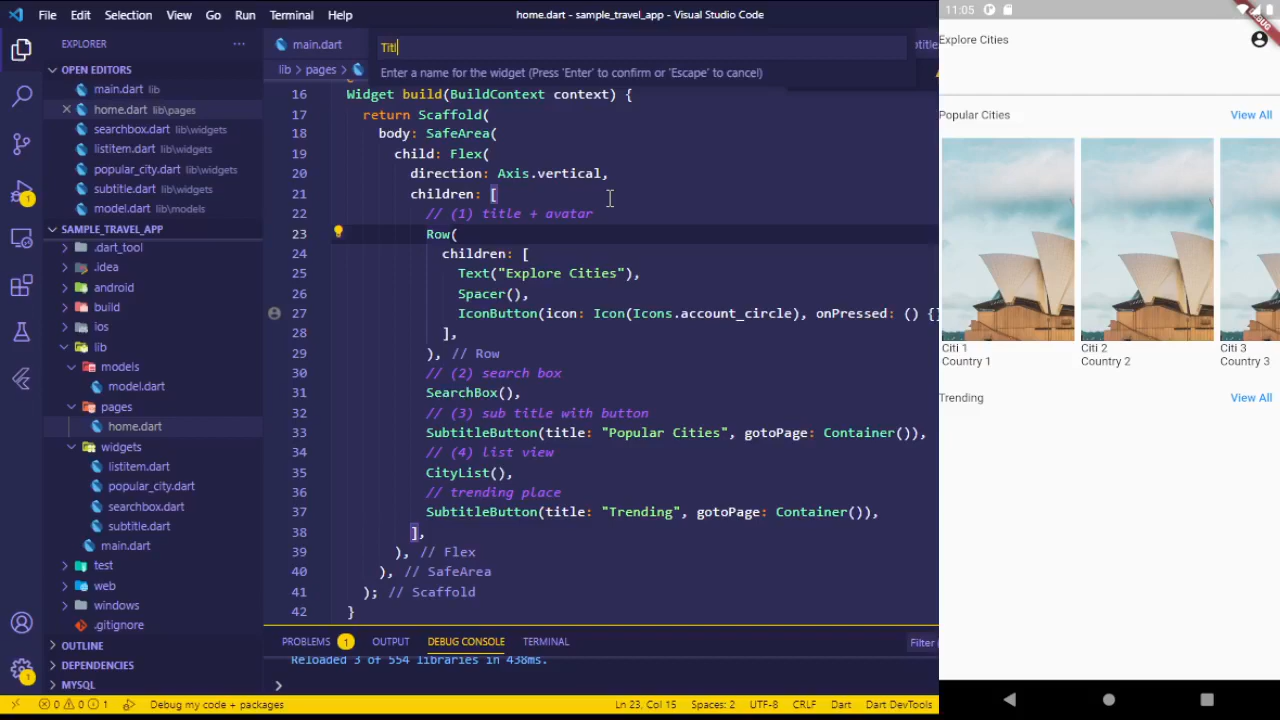 File Edit Selection View Go Run Terminal Help
home.dart - sample_travel_app - Visual Studio Code
EXPLORER
OPEN EDITORS
main.dart lib
home.dart lib\pages
searchbox.dart lib\widgets
listitem.dart lib\widgets
popular_city.dart lib\widgets
subtitle.dart lib\widgets
model.dart lib\models
SAMPLE_TRAVEL_APP
.dart_tool
.idea
android
build
ios
lib
models
model.dart
pages
home.dart
widgets
listitem.dart
popular_city.dart
searchbox.dart
subtitle.dart
main.dart
test
web
windows
.gitignore
OUTLINE
DEPENDENCIES
MYSQL
main.dart
Titl
Enter a name for the widget (Press 'Enter' to confirm or 'Escape' to cancel)
lib > pages >
16 Widget build(BuildContext context) {
17 return Scaffold(
18 body: SafeArea(
19 child: Flex(
20 direction: Axis.vertical,
21 children: [
22 // (1) title + avatar
23 Row(
24 children: [
25 Text("Explore Cities"),
26 Spacer(),
27 IconButton(icon: Icon(Icons.account_circle), onPressed: () {}
28 ],
29 ), // Row
30 // (2) search box
31 SearchBox(),
32 // (3) sub title with button
33 SubtitleButton(title: "Popular Cities", gotoPage: Container()),
34 // (4) list view
35 CityList(),
36 // trending place
37 SubtitleButton(title: "Trending", gotoPage: Container()),
38 ],
39 ), // Flex
40 ), // SafeArea
41 ); // Scaffold
42 }
PROBLEMS 1 OUTPUT DEBUG CONSOLE TERMINAL
Filter (
Reloaded 3 of 554 libraries in 438ms.
0 0 1 Debug my code + packages
Ln 23, Col 15 Spaces: 2 UTF-8 CRLF Dart Dart DevTools
11:05
Explore Cities
Popular Cities View All
Citi 1
Country 1
Citi 2
Country 2
Citi 3
Country 3
Trending View All